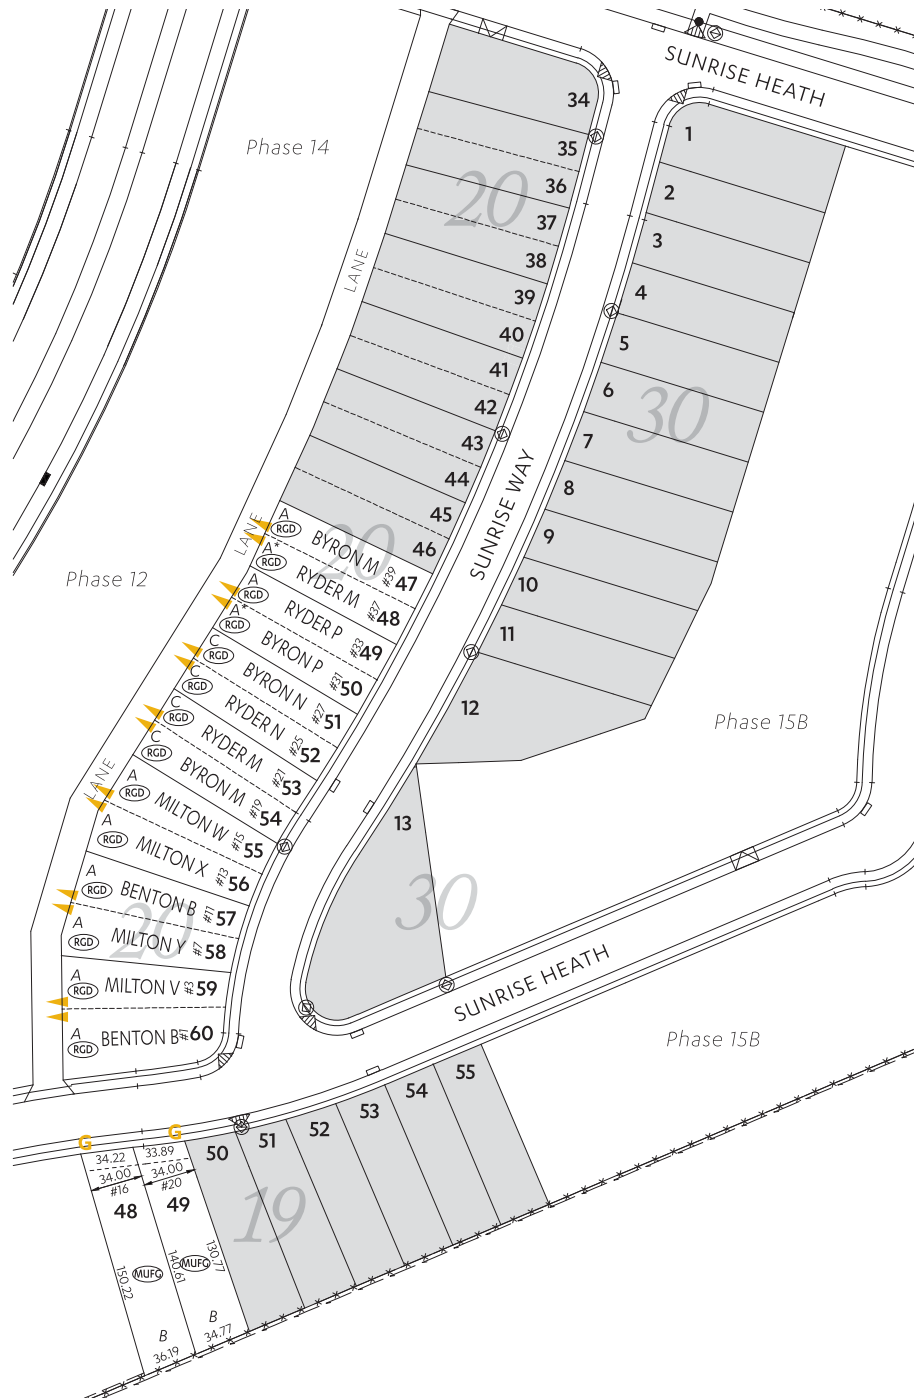 SUNRISE HEATH
Phase 14
34
35
36
37
38
39
40
41
42
43
44
45
46
20
LANE
1
2
3
4
5
6
7
8
9
10
11
12
13
30
SUNRISE WAY
Phase 12
LANE
20
A RGD BYRON M #39 47
A* RGD RYDER M #37 48
A RGD RYDER P #33 49
A* RGD BYRON P #31 50
C RGD BYRON N #27 51
C RGD RYDER N #25 52
C RGD RYDER M #21 53
C RGD BYRON M #19 54
A RGD MILTON W #15 55
A RGD MILTON X #13 56
A RGD BENTON B #11 57
A RGD MILTON Y #7 58
A RGD MILTON V #3 59
A RGD BENTON B #1 60
LANE
20
30
Phase 15B
SUNRISE HEATH
Phase 15B
G
G
34.22
34.00
#16
48
150.22
MUFG
B
36.19
33.89
34.00
#20
49
140.61
MUFG
130.77
B
34.77
50
51
52
53
54
55
19